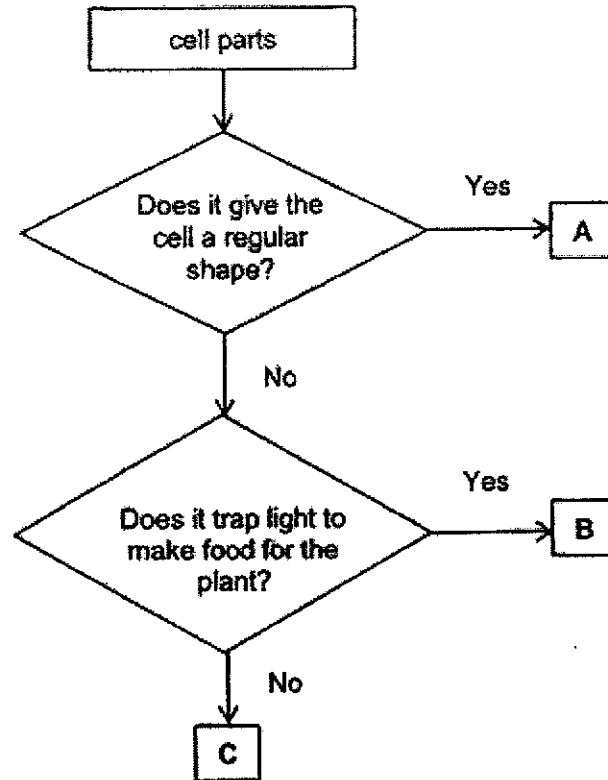 cell parts
Does it give the
cell a regular
shape?
Yes
A
No
Does it trap light to
make food for the
plant?
Yes
B
No
C